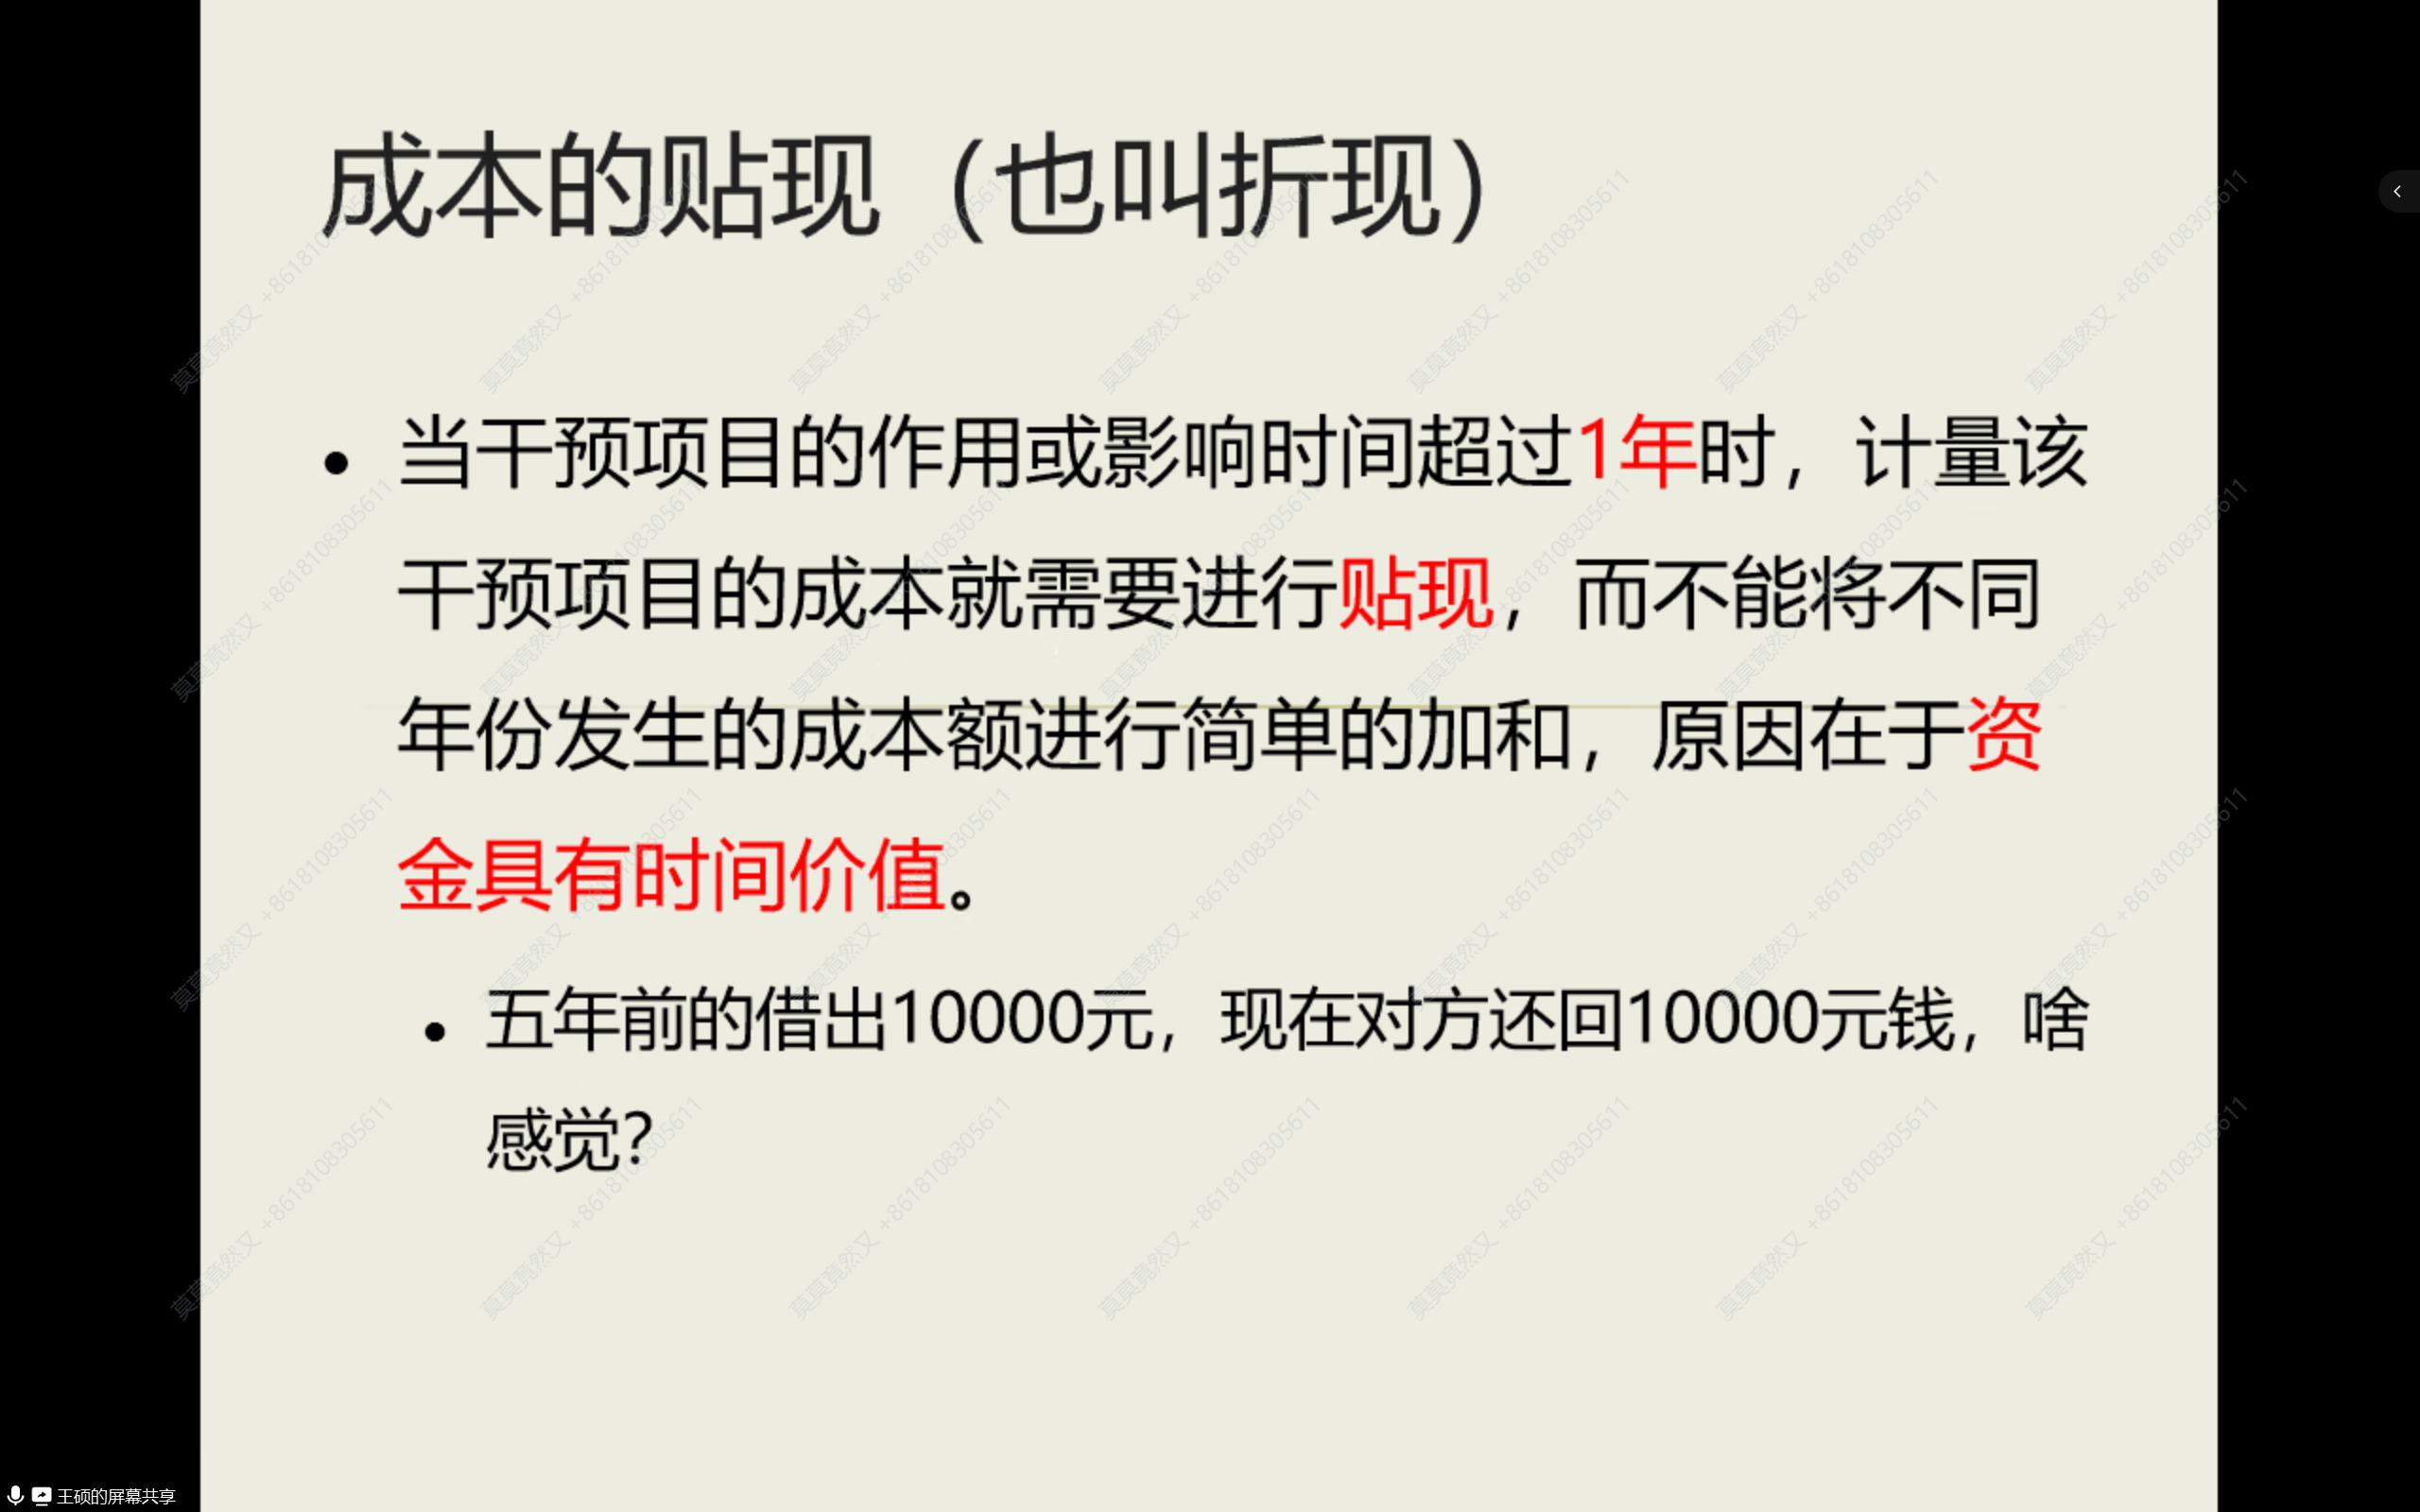 成本的贴现（也叫折现）
• 当干预项目的作用或影响时间超过1年时，计量该
干预项目的成本就需要进行贴现，而不能将不同
年份发生的成本额进行简单的加和，原因在于资
金具有时间价值。
• 五年前的借出10000元，现在对方还回10000元钱，啥
感觉？
莫莫竟然又 +8618108305611
王硕的屏幕共享